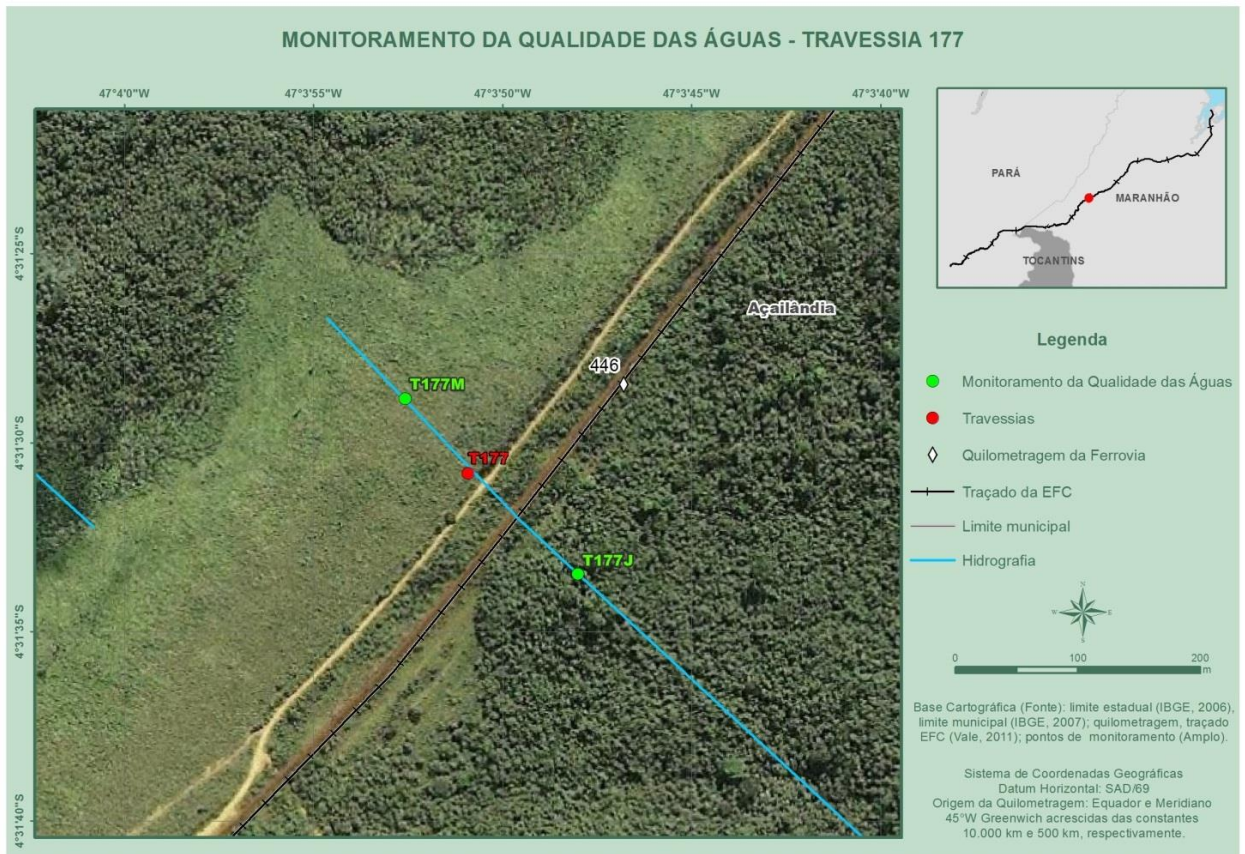 MONITORAMENTO DA QUALIDADE DAS ÁGUAS - TRAVESSIA 177
47°4'0"W
47°3'55"W
47°3'50"W
47°3'45"W
47°3'40"W
4°31'25"S
4°31'30"S
4°31'35"S
4°31'40"S
Açailândia
446
T177M
T177
T177J
PARÁ
MARANHÃO
TOCANTINS
Legenda
Monitoramento da Qualidade das Águas
Travessias
Quilometragem da Ferrovia
Traçado da EFC
Limite municipal
Hidrografia
N
W
E
S
0 100 200
m
Base Cartográfica (Fonte): limite estadual (IBGE, 2006),
limite municipal (IBGE, 2007); quilometragem, traçado
EFC (Vale, 2011); pontos de monitoramento (Amplo).
Sistema de Coordenadas Geográficas
Datum Horizontal: SAD/69
Origem da Quilometragem: Equador e Meridiano
45°W Greenwich acrescidas das constantes
10.000 km e 500 km, respectivamente.